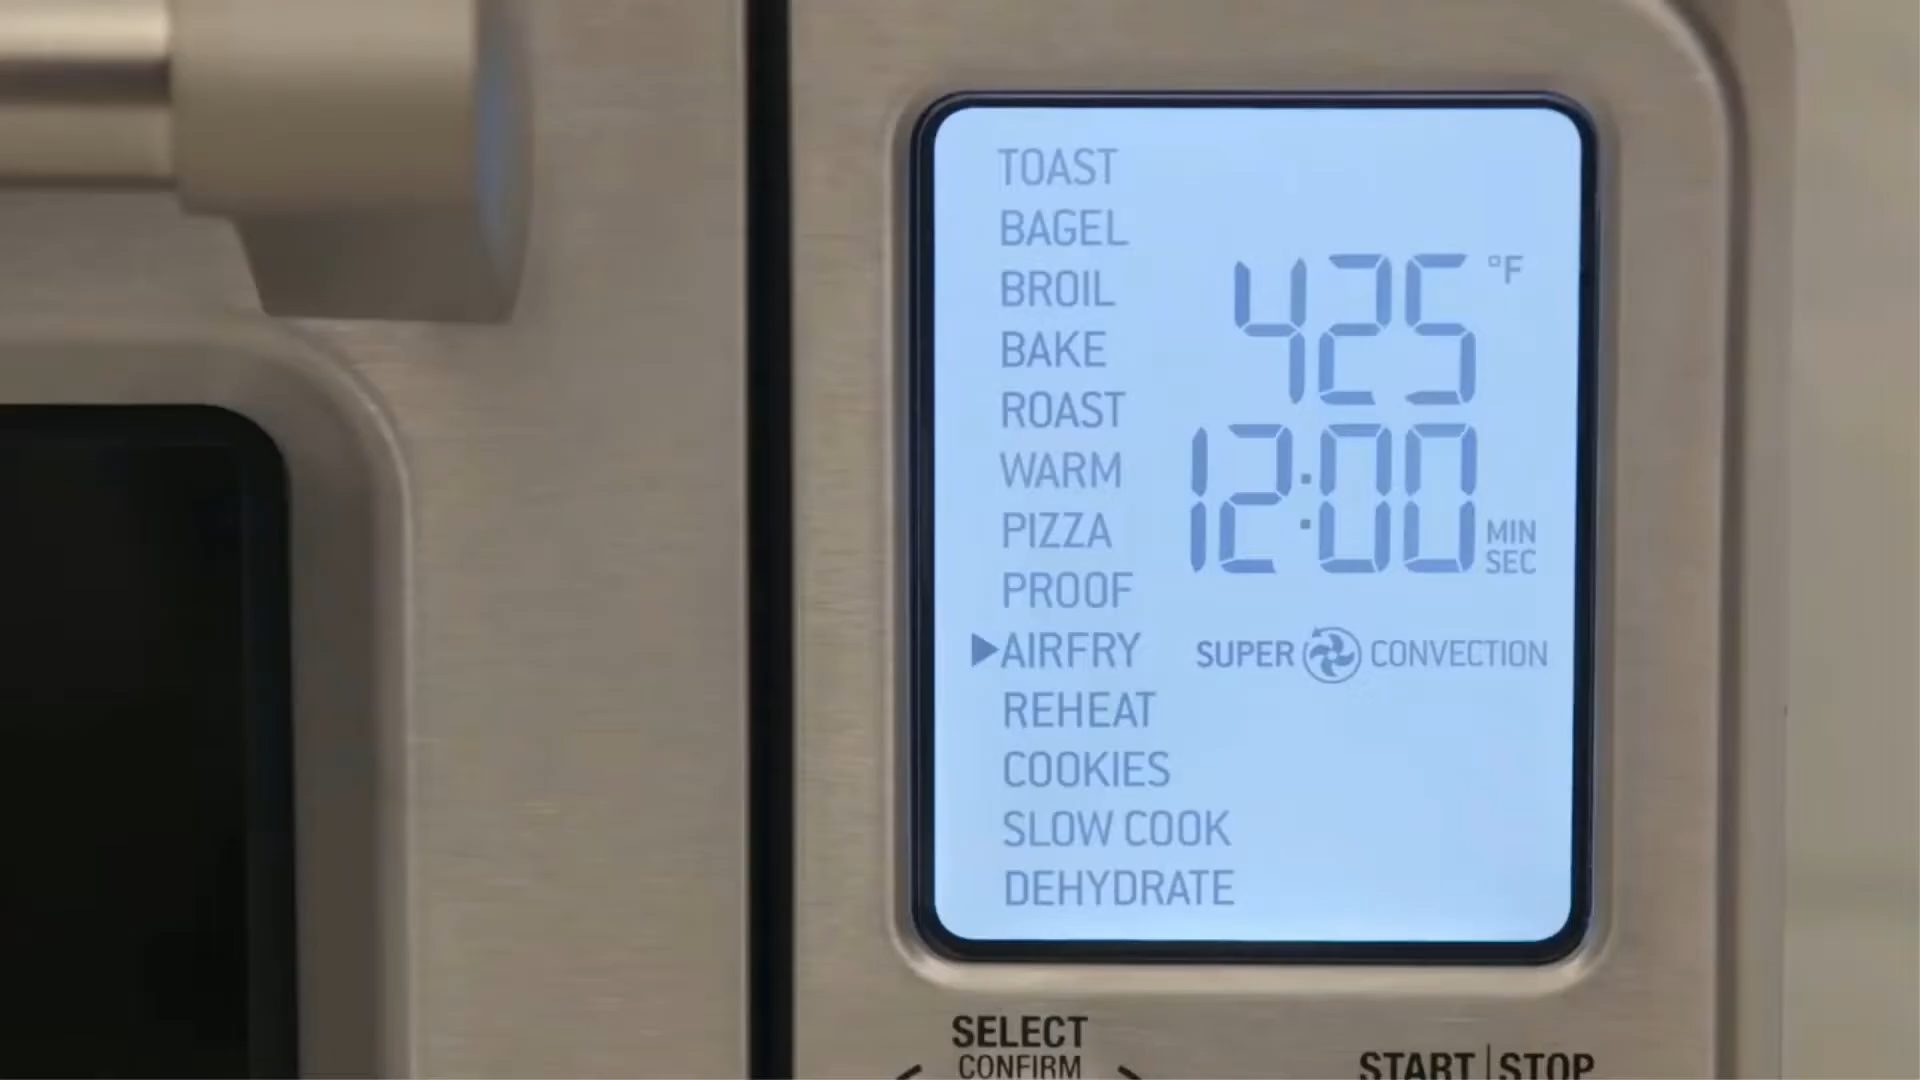 TOAST
BAGEL
BROIL
BAKE
ROAST
WARM
PIZZA
PROOF
▶AIRFRY
REHEAT
COOKIES
SLOW COOK
DEHYDRATE
425 °F
12:00 MIN
SEC
SUPER CONVECTION
SELECT
CONFIRM
START|STOP